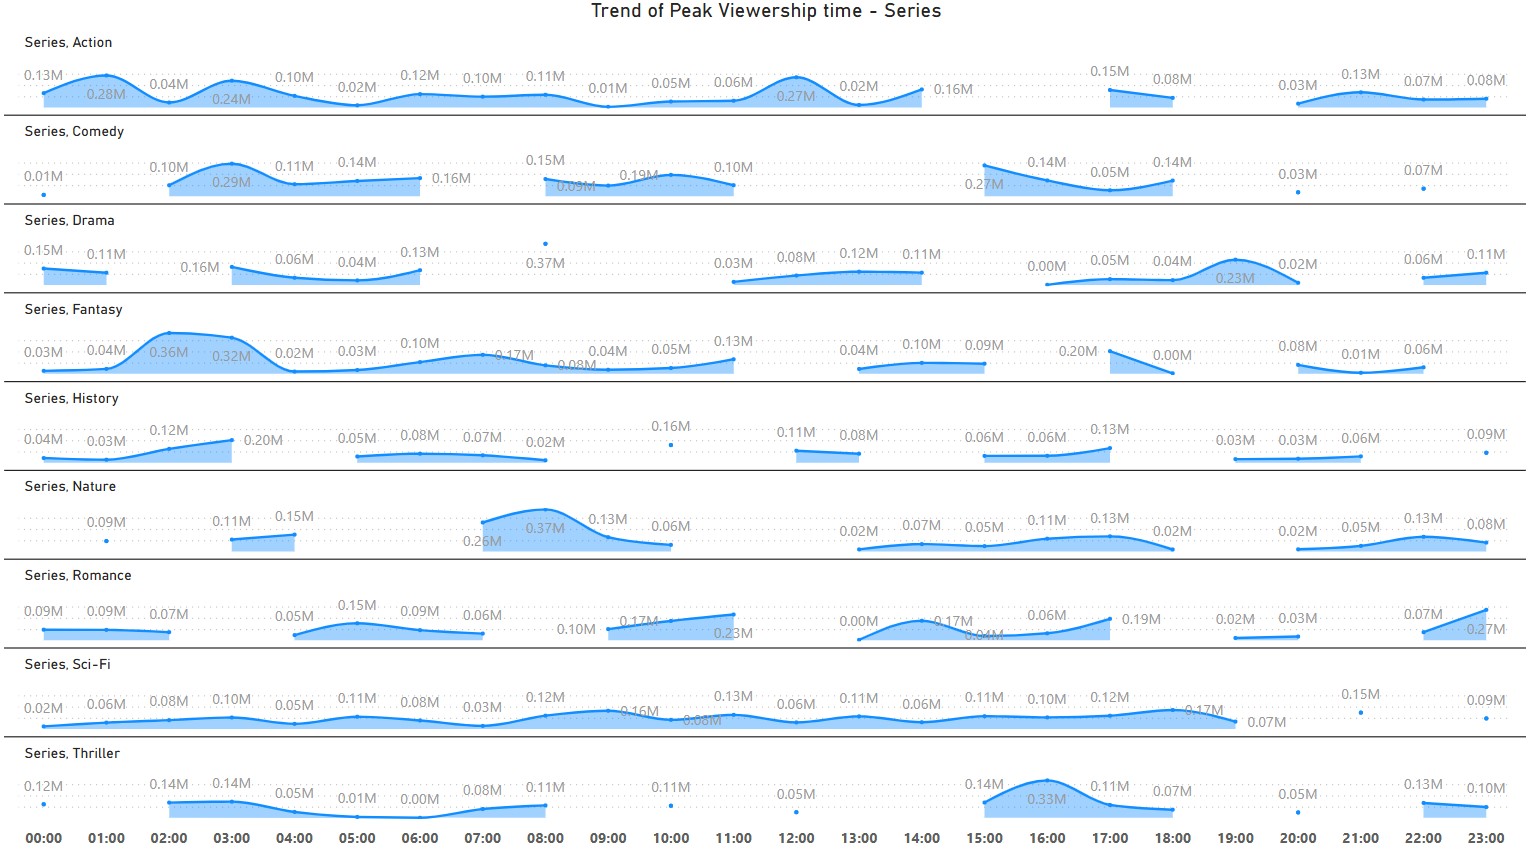 Trend of Peak Viewership time - Series
Series, Action
0.13M 0.28M 0.04M 0.24M 0.10M 0.02M 0.12M 0.10M 0.11M 0.01M 0.05M 0.06M 0.27M 0.02M 0.16M 0.15M 0.08M 0.03M 0.13M 0.07M 0.08M
Series, Comedy
0.01M 0.10M 0.29M 0.11M 0.14M 0.16M 0.15M 0.09M 0.19M 0.10M 0.27M 0.14M 0.05M 0.14M 0.03M 0.07M
Series, Drama
0.15M 0.11M 0.16M 0.06M 0.04M 0.13M 0.37M 0.03M 0.08M 0.12M 0.11M 0.00M 0.05M 0.04M 0.23M 0.02M 0.06M 0.11M
Series, Fantasy
0.03M 0.04M 0.36M 0.32M 0.02M 0.03M 0.10M 0.17M 0.08M 0.04M 0.05M 0.13M 0.04M 0.10M 0.09M 0.20M 0.00M 0.08M 0.01M 0.06M
Series, History
0.04M 0.03M 0.12M 0.20M 0.05M 0.08M 0.07M 0.02M 0.16M 0.11M 0.08M 0.06M 0.06M 0.13M 0.03M 0.03M 0.06M 0.09M
Series, Nature
0.09M 0.11M 0.15M 0.26M 0.37M 0.13M 0.06M 0.02M 0.07M 0.05M 0.11M 0.13M 0.02M 0.02M 0.05M 0.13M 0.08M
Series, Romance
0.09M 0.09M 0.07M 0.05M 0.15M 0.09M 0.06M 0.10M 0.17M 0.23M 0.00M 0.17M 0.04M 0.06M 0.19M 0.02M 0.03M 0.07M 0.27M
Series, Sci-Fi
0.02M 0.06M 0.08M 0.10M 0.05M 0.11M 0.08M 0.03M 0.12M 0.16M 0.08M 0.13M 0.06M 0.11M 0.06M 0.11M 0.10M 0.12M 0.17M 0.07M 0.15M 0.09M
Series, Thriller
0.12M 0.14M 0.14M 0.05M 0.01M 0.00M 0.08M 0.11M 0.11M 0.05M 0.14M 0.33M 0.11M 0.07M 0.05M 0.13M 0.10M
00:00 01:00 02:00 03:00 04:00 05:00 06:00 07:00 08:00 09:00 10:00 11:00 12:00 13:00 14:00 15:00 16:00 17:00 18:00 19:00 20:00 21:00 22:00 23:00